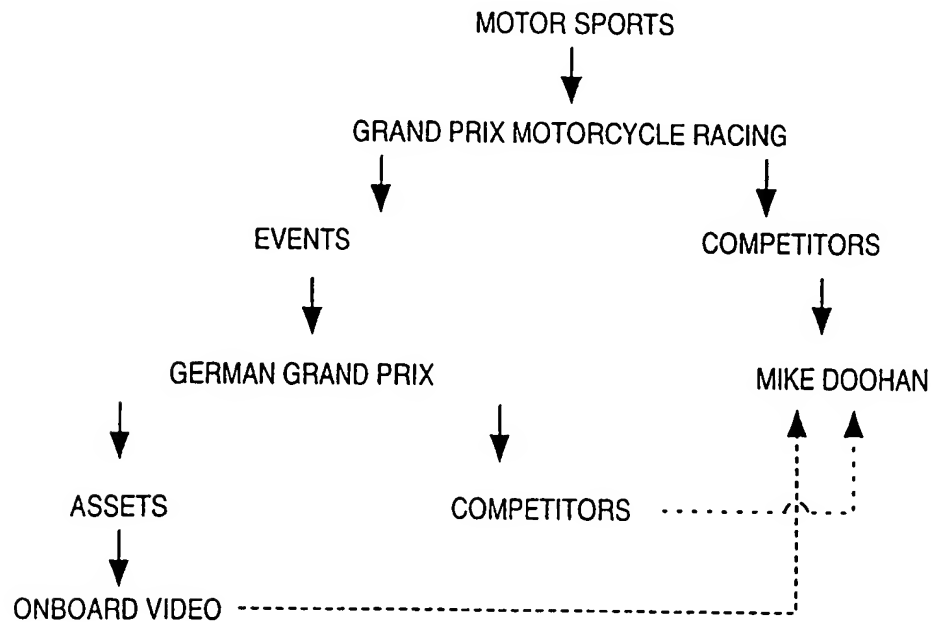 MOTOR SPORTS
GRAND PRIX MOTORCYCLE RACING
EVENTS
COMPETITORS
GERMAN GRAND PRIX
MIKE DOOHAN
ASSETS
COMPETITORS
ONBOARD VIDEO